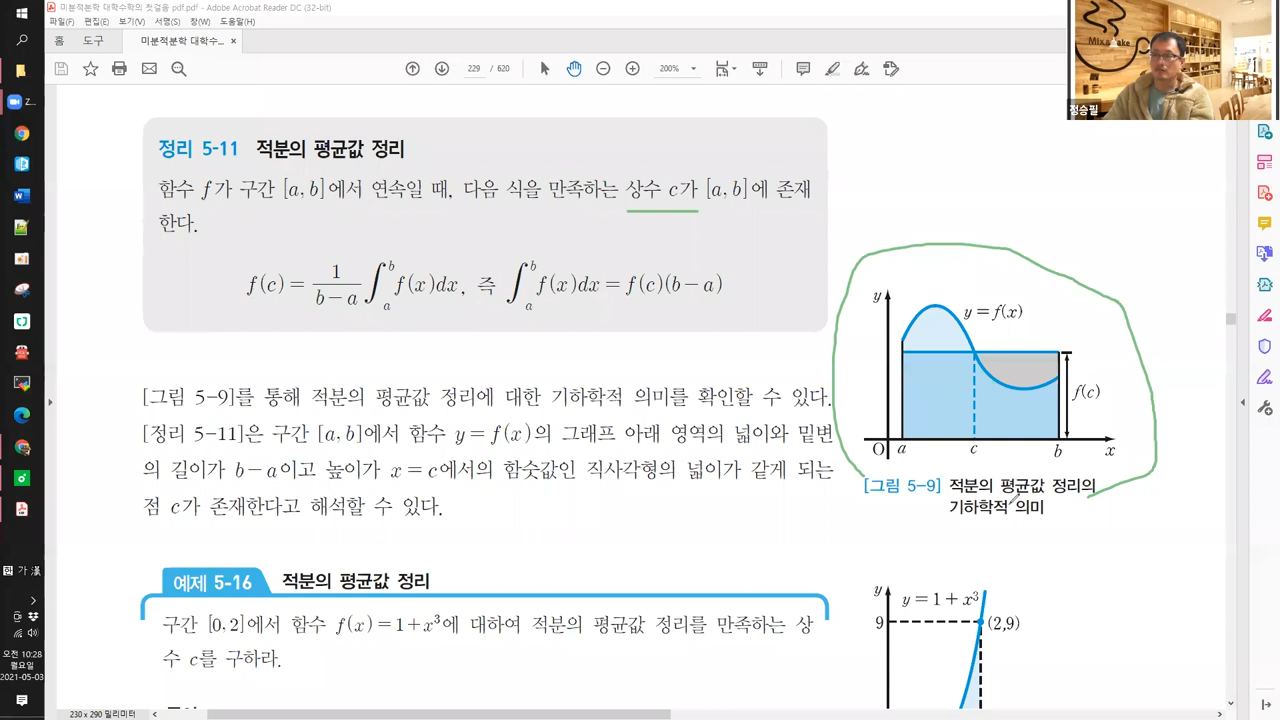 미분적분학 대학수학의 첫걸음 pdf.pdf - Adobe Acrobat Reader DC (32-bit)
파일(F) 편집(E) 보기(V) 서명(S) 창(W) 도움말(H)
홈 도구 미분적분학 대학수... ×
229 / 620 200%
정승필
정리 5-11 적분의 평균값 정리
함수 f가 구간 [a, b]에서 연속일 때, 다음 식을 만족하는 상수 c가 [a, b]에 존재
한다.
f(c) = 1/(b-a) ∫_a^b f(x)dx, 즉 ∫_a^b f(x)dx = f(c)(b-a)
y
y = f(x)
f(c)
O a c b x
[그림 5-9] 적분의 평균값 정리의
기하학적 의미
[그림 5-9]를 통해 적분의 평균값 정리에 대한 기하학적 의미를 확인할 수 있다.
[정리 5-11]은 구간 [a, b]에서 함수 y = f(x)의 그래프 아래 영역의 넓이와 밑변
의 길이가 b-a이고 높이가 x = c에서의 함숫값인 직사각형의 넓이가 같게 되는
점 c가 존재한다고 해석할 수 있다.
예제 5-16 적분의 평균값 정리
구간 [0, 2]에서 함수 f(x) = 1+x³에 대하여 적분의 평균값 정리를 만족하는 상
수 c를 구하라.
y
y = 1+x³
9
(2,9)
230 x 290 밀리미터
Z...
한 가 漢
오전 10:28
월요일
2021-05-03